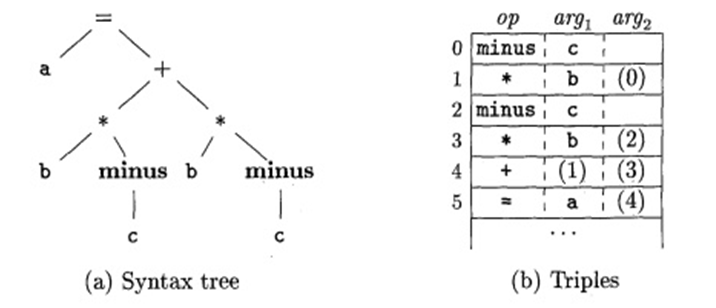 =
a +
* *
b minus b minus
c c
(a) Syntax tree
op arg1 arg2
0 minus c
1 * b (0)
2 minus c
3 * b (2)
4 + (1) (3)
5 = a (4)
...
(b) Triples